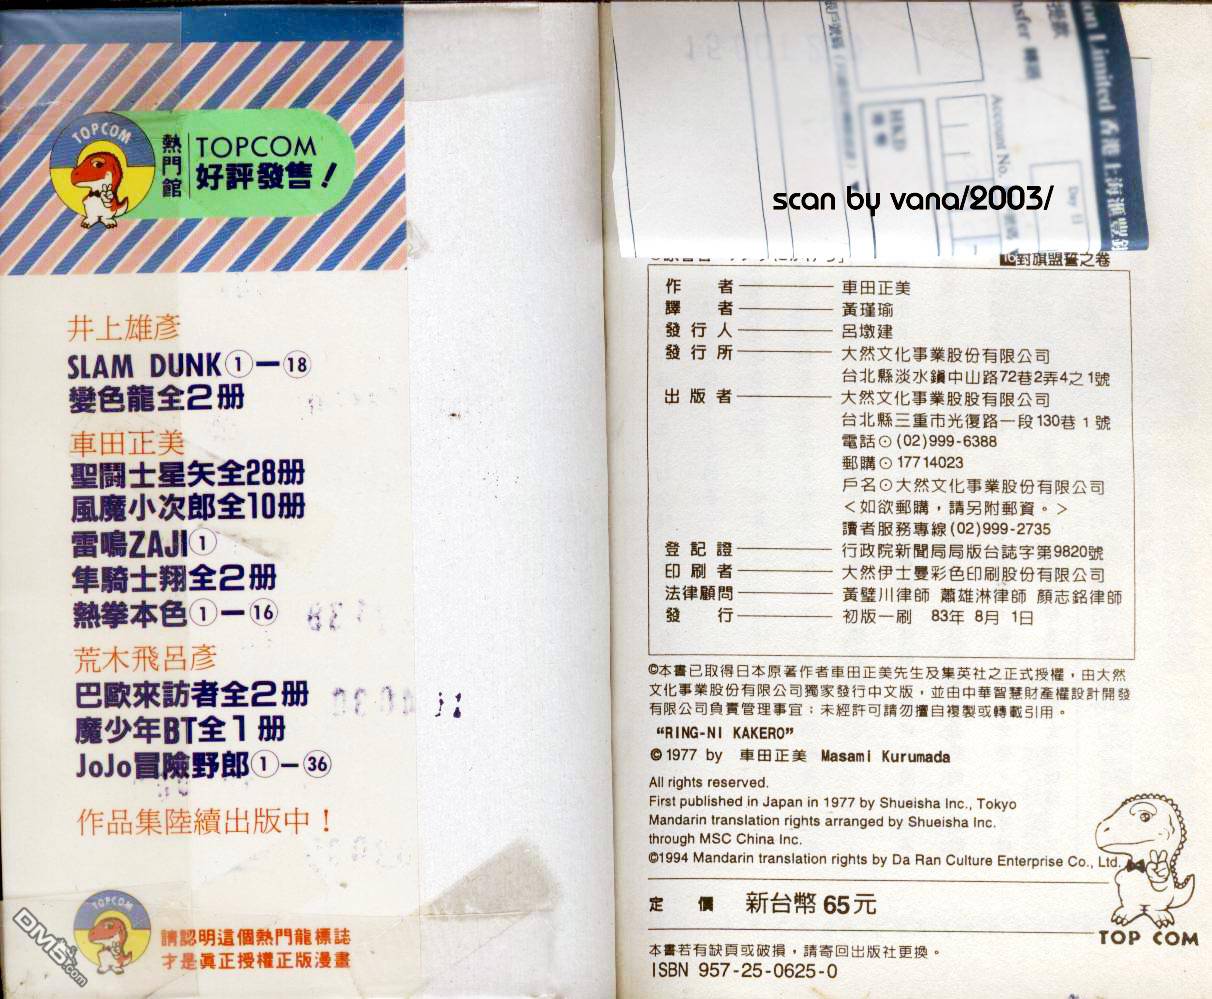 TOPCOM
熱門館
TOPCOM
好評發售！
井上雄彥
SLAM DUNK①—⑱
變色龍全2册
車田正美
聖鬪士星矢全28册
風魔小次郎全10册
雷鳴ZAJI①
隼騎士翔全2册
熱拳本色①—⑯
荒木飛呂彥
巴歐來訪者全2册
魔少年BT全1册
JoJo冒險野郎①—㊱
作品集陸續出版中！
TOPCOM
請認明這個熱門龍標誌
才是眞正授權正版漫畫
DM5.com
Limited
Account No.
HKD
Day 日
scan by vana/2003/
16對旗盟誓之卷
作者——車田正美
譯者——黃瑾瑜
發行人——呂墩建
發行所——大然文化事業股份有限公司
台北縣淡水鎭中山路72巷2弄4之1號
出版者——大然文化事業股股有限公司
台北縣三重市光復路一段130巷1號
電話⊙(02)999-6388
郵購⊙17714023
戶名⊙大然文化事業股份有限公司
＜如欲郵購，請另附郵資。＞
讀者服務專線(02)999-2735
登記證——行政院新聞局局版台誌字第9820號
印刷者——大然伊士曼彩色印刷股份有限公司
法律顧問——黃璧川律師 蕭雄淋律師 顏志銘律師
發行——初版一刷 83年 8月 1日
©本書已取得日本原著作者車田正美先生及集英社之正式授權，由大然
文化事業股份有限公司獨家發行中文版，並由中華智慧財產權設計開發
有限公司負責管理事宜：未經許可請勿擅自複製或轉載引用。
“RING-NI KAKERO”
©1977 by 車田正美 Masami Kurumada
All rights reserved.
First published in Japan in 1977 by Shueisha Inc., Tokyo
Mandarin translation rights arranged by Shueisha Inc.
through MSC China Inc.
©1994 Mandarin translation rights by Da Ran Culture Enterprise Co., Ltd.
定價 新台幣65元
TOP COM
本書若有缺頁或破損，請寄回出版社更換。
ISBN 957-25-0625-0